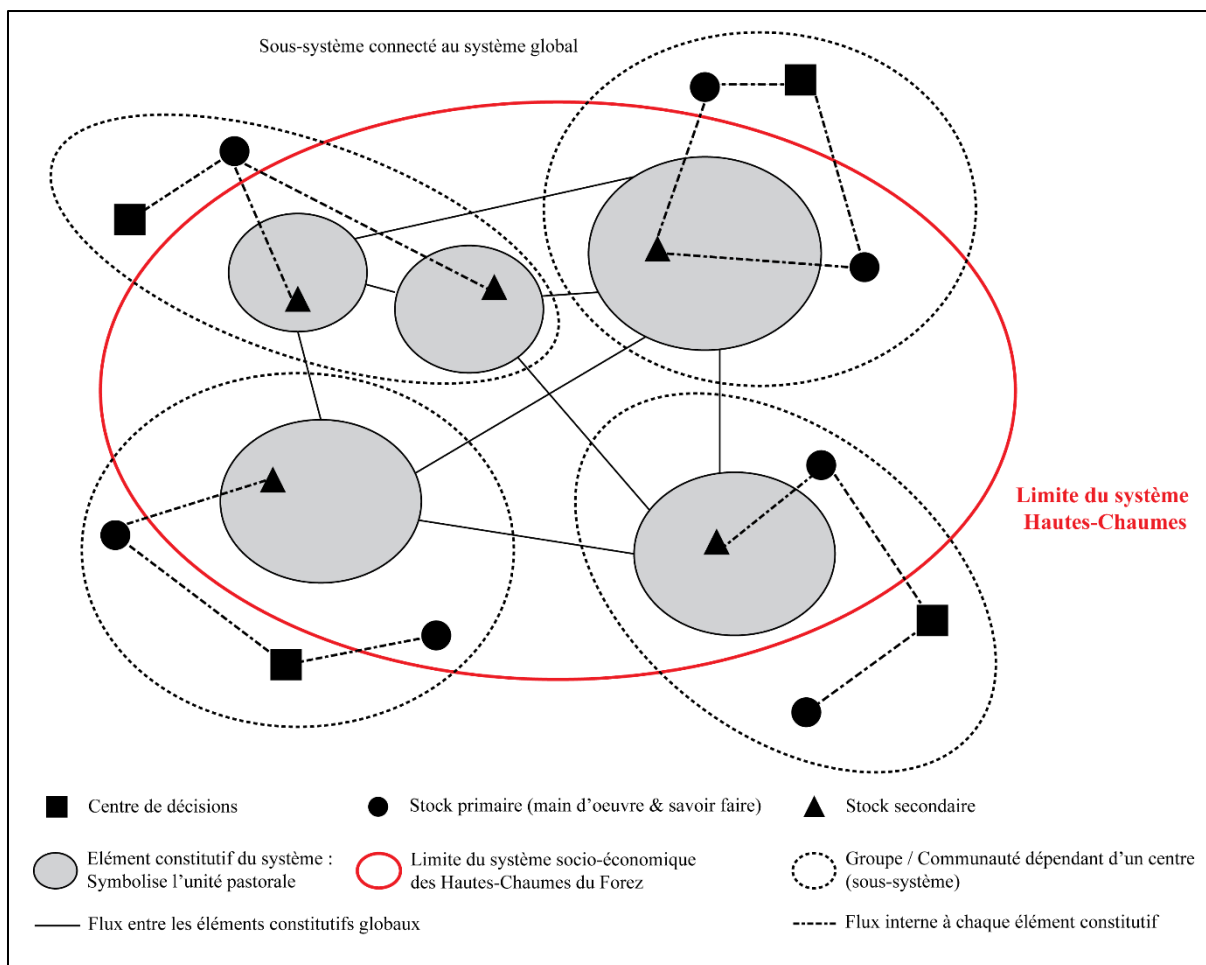 Sous-système connecté au système global
Limite du système
Hautes-Chaumes
Centre de décisions
Stock primaire (main d'oeuvre & savoir faire)
Stock secondaire
Elément constitutif du système :
Symbolise l'unité pastorale
Limite du système socio-économique
des Hautes-Chaumes du Forez
Groupe / Communauté dépendant d'un centre
(sous-système)
Flux entre les éléments constitutifs globaux
Flux interne à chaque élément constitutif